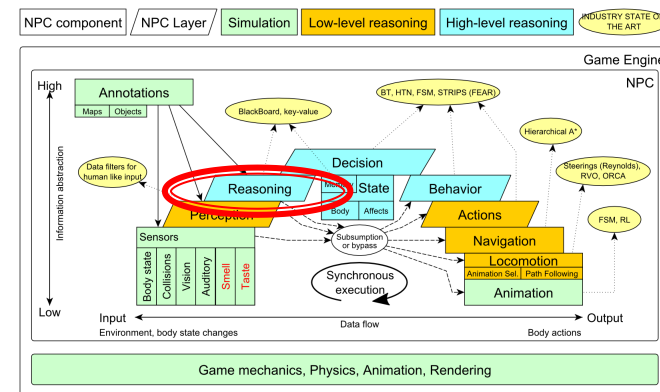 NPC component
NPC Layer
Simulation
Low-level reasoning
High-level reasoning
INDUSTRY STATE
THE ART
Game Engine
High
NPC
Annotations
Maps
Objects
BlackBoard, key-value
BT, HTN, FSM, STRIPS (FEAR)
Hierarchical A*
Data filters for
human like input
Decision
Steerings (Reynolds),
RVO, ORCA
Reasoning
State
Behavior
Perception
Body
Affects
Actions
FSM, RL
Information abstraction
Sensors
Subsumption
or bypass
Navigation
Locomotion
Animation Sel.
Path Following
Body state
Collisions
Vision
Auditory
Smell
Taste
Synchronous
execution
Animation
Low
Input
Output
Data flow
Environment, body state changes
Body actions
Game mechanics, Physics, Animation, Rendering